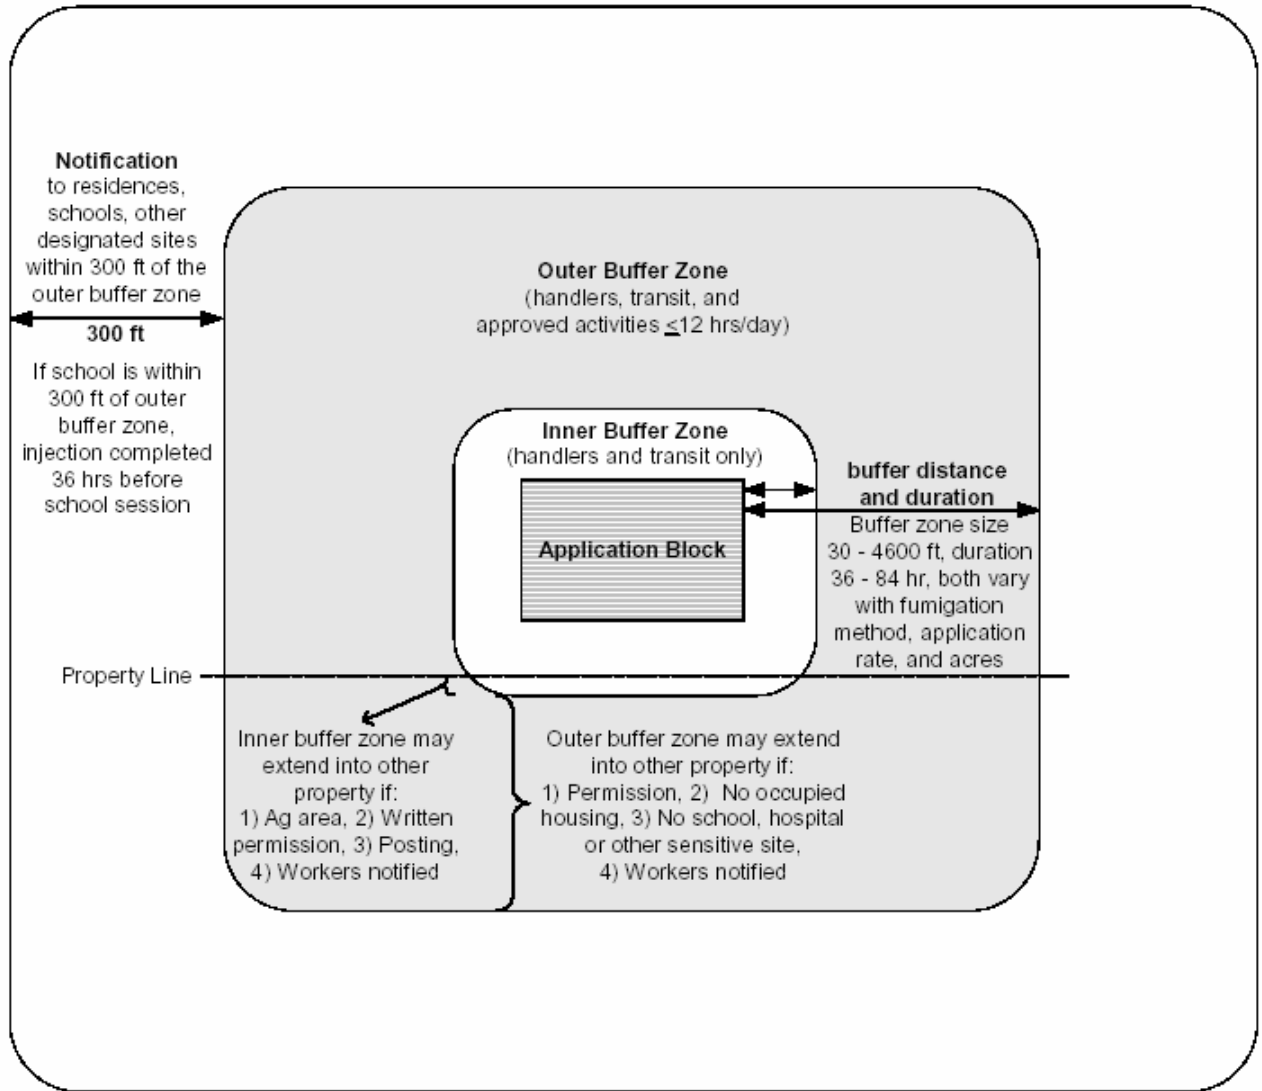 Notification
to residences,
schools, other
designated sites
within 300 ft of the
outer buffer zone
300 ft
If school is within
300 ft of outer
buffer zone,
injection completed
36 hrs before
school session
Outer Buffer Zone
(handlers, transit, and
approved activities ≤12 hrs/day)
Inner Buffer Zone
(handlers and transit only)
Application Block
buffer distance
and duration
Buffer zone size
30 - 4600 ft, duration
36 - 84 hr, both vary
with fumigation
method, application
rate, and acres
Property Line
Inner buffer zone may
extend into other
property if:
1) Ag area, 2) Written
permission, 3) Posting,
4) Workers notified
Outer buffer zone may extend
into other property if:
1) Permission, 2) No occupied
housing, 3) No school, hospital
or other sensitive site,
4) Workers notified